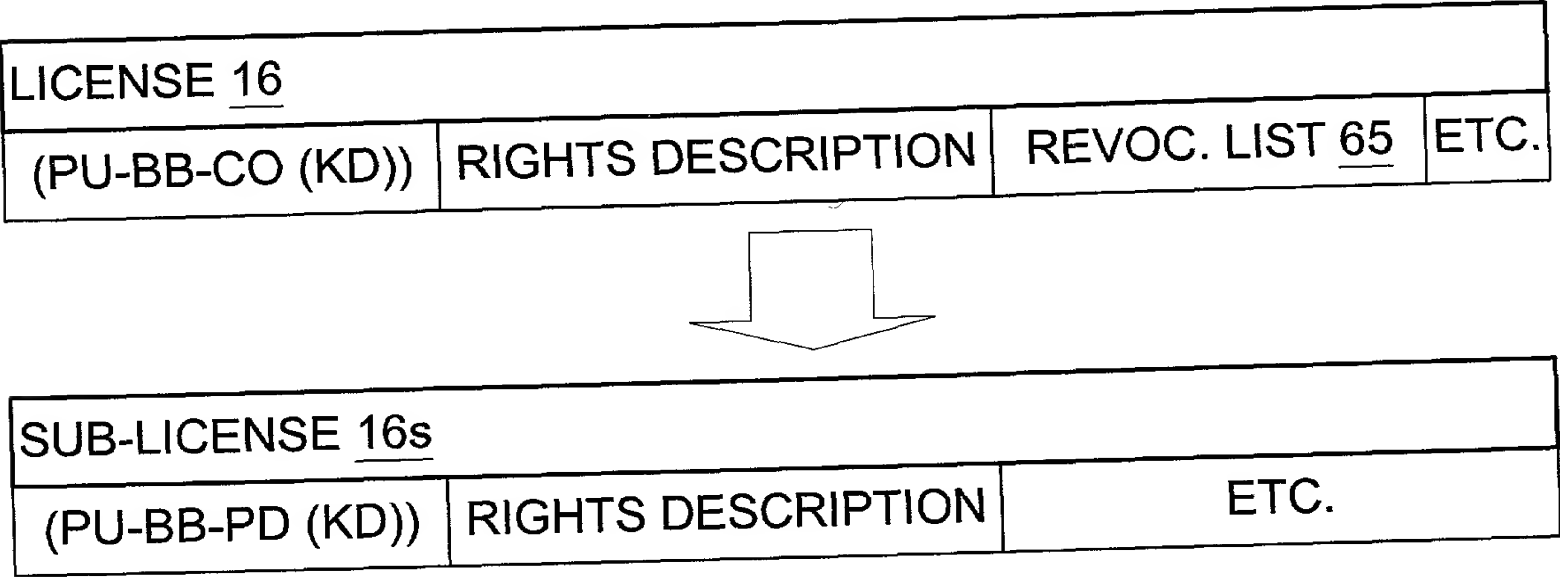 LICENSE 16
(PU-BB-CO (KD)) RIGHTS DESCRIPTION REVOC. LIST 65 ETC.
SUB-LICENSE 16s
(PU-BB-PD (KD)) RIGHTS DESCRIPTION ETC.